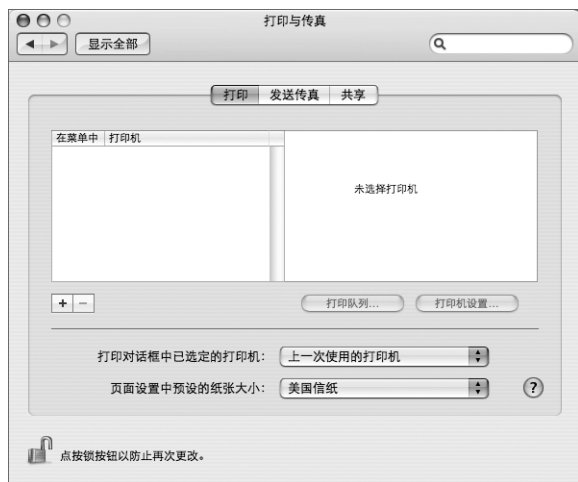 打印与传真
显示全部
打印 发送传真 共享
在菜单中 打印机
未选择打印机
+ −
打印队列... 打印机设置...
打印对话框中已选定的打印机: 上一次使用的打印机
页面设置中预设的纸张大小: 美国信纸 ?
点按锁按钮以防止再次更改。